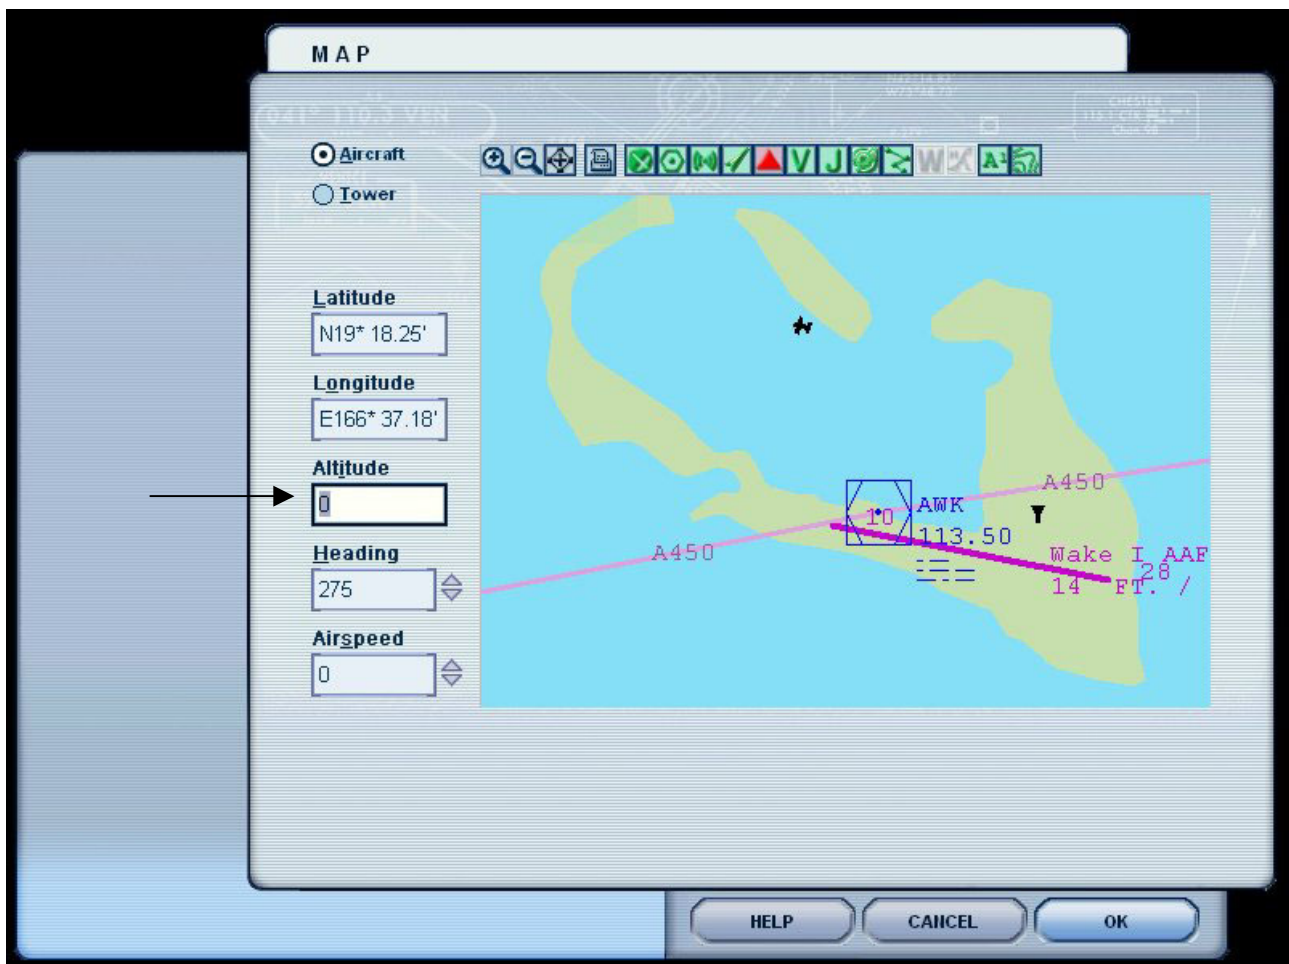 MAP
Aircraft
Tower
V J W A
Latitude
N19* 18.25'
Longitude
E166* 37.18'
Altitude
0
Heading
275
Airspeed
0
A450
AWK
10
113.50
A450
Wake I AAF
28
14 FT. /
HELP CANCEL OK